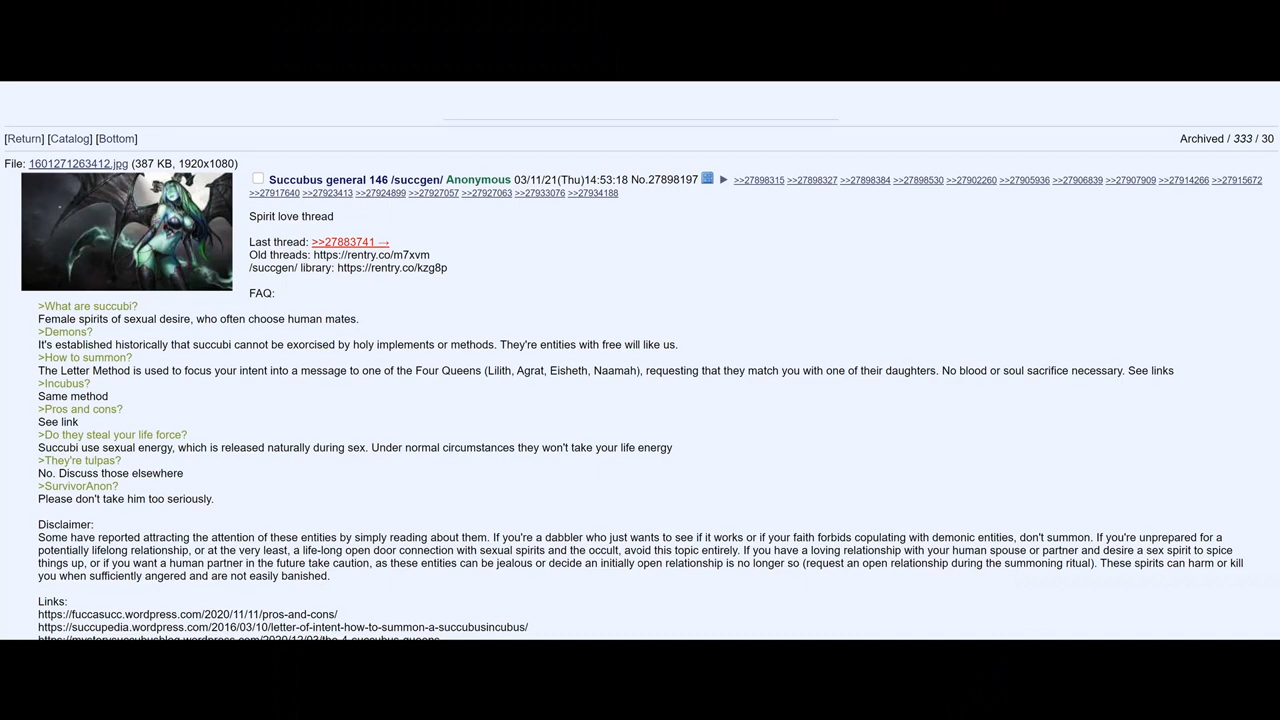 [Return] [Catalog] [Bottom]
Archived / 333 / 30
File: 1601271263412.jpg (387 KB, 1920x1080)
Succubus general 146 /succgen/ Anonymous 03/11/21(Thu)14:53:18 No.27898197 ▶ >>27898315 >>27898327 >>27898384 >>27898530 >>27902260 >>27905936 >>27906839 >>27907909 >>27914266 >>27915672
>>27917640 >>27923413 >>27924899 >>27927057 >>27927063 >>27933076 >>27934188
Spirit love thread
Last thread: >>27883741 →
Old threads: https://rentry.co/m7xvm
/succgen/ library: https://rentry.co/kzg8p
FAQ:
>What are succubi?
Female spirits of sexual desire, who often choose human mates.
>Demons?
It's established historically that succubi cannot be exorcised by holy implements or methods. They're entities with free will like us.
>How to summon?
The Letter Method is used to focus your intent into a message to one of the Four Queens (Lilith, Agrat, Eisheth, Naamah), requesting that they match you with one of their daughters. No blood or soul sacrifice necessary. See links
>Incubus?
Same method
>Pros and cons?
See link
>Do they steal your life force?
Succubi use sexual energy, which is released naturally during sex. Under normal circumstances they won't take your life energy
>They're tulpas?
No. Discuss those elsewhere
>SurvivorAnon?
Please don't take him too seriously.
Disclaimer:
Some have reported attracting the attention of these entities by simply reading about them. If you're a dabbler who just wants to see if it works or if your faith forbids copulating with demonic entities, don't summon. If you're unprepared for a
potentially lifelong relationship, or at the very least, a life-long open door connection with sexual spirits and the occult, avoid this topic entirely. If you have a loving relationship with your human spouse or partner and desire a sex spirit to spice
things up, or if you want a human partner in the future take caution, as these entities can be jealous or decide an initially open relationship is no longer so (request an open relationship during the summoning ritual). These spirits can harm or kill
you when sufficiently angered and are not easily banished.
Links:
https://fuccasucc.wordpress.com/2020/11/11/pros-and-cons/
https://succupedia.wordpress.com/2016/03/10/letter-of-intent-how-to-summon-a-succubusincubus/
https://mysterysuccubusblog.wordpress.com/2020/12/03/the-4-succubus-queens